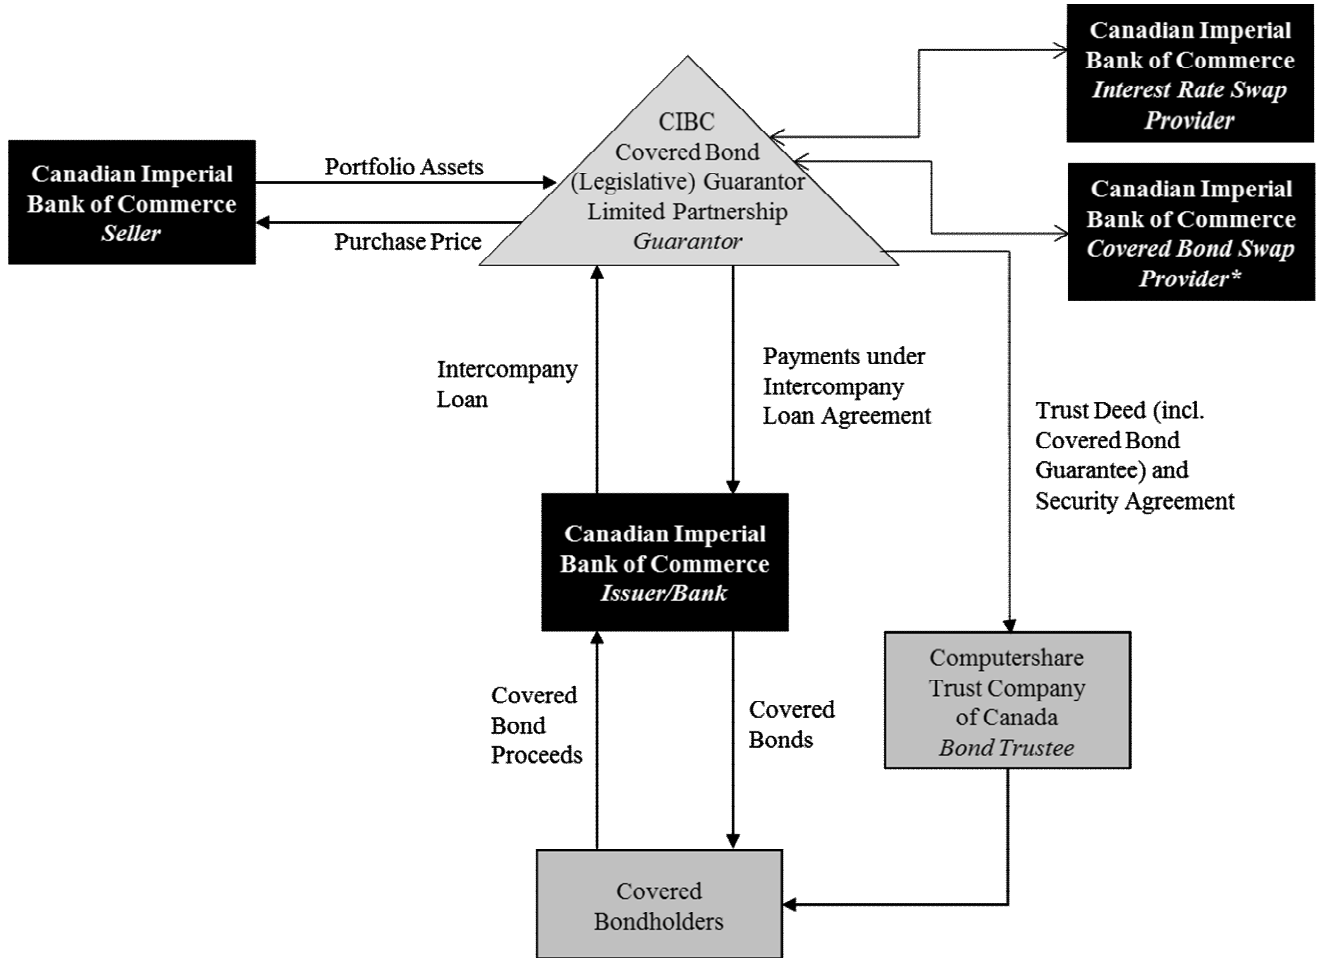 Canadian Imperial
Bank of Commerce
Interest Rate Swap
Provider
CIBC
Covered Bond
(Legislative) Guarantor
Limited Partnership
Guarantor
Canadian Imperial
Bank of Commerce
Seller
Portfolio Assets
Purchase Price
Canadian Imperial
Bank of Commerce
Covered Bond Swap
Provider*
Intercompany
Loan
Payments under
Intercompany
Loan Agreement
Trust Deed (incl.
Covered Bond
Guarantee) and
Security Agreement
Canadian Imperial
Bank of Commerce
Issuer/Bank
Covered
Bond
Proceeds
Covered
Bonds
Computershare
Trust Company
of Canada
Bond Trustee
Covered
Bondholders